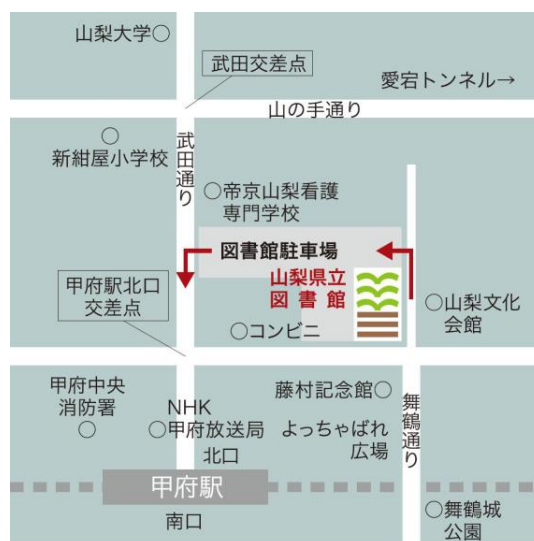 山梨大学
武田交差点
愛宕トンネル→
山の手通り
新紺屋小学校
武田通り
帝京山梨看護
専門学校
図書館駐車場
山梨県立
図書館
甲府駅北口
交差点
山梨文化
会館
コンビニ
甲府中央
消防署
NHK
甲府放送局
北口
藤村記念館
よっちゃばれ
広場
舞鶴通り
甲府駅
南口
舞鶴城
公園